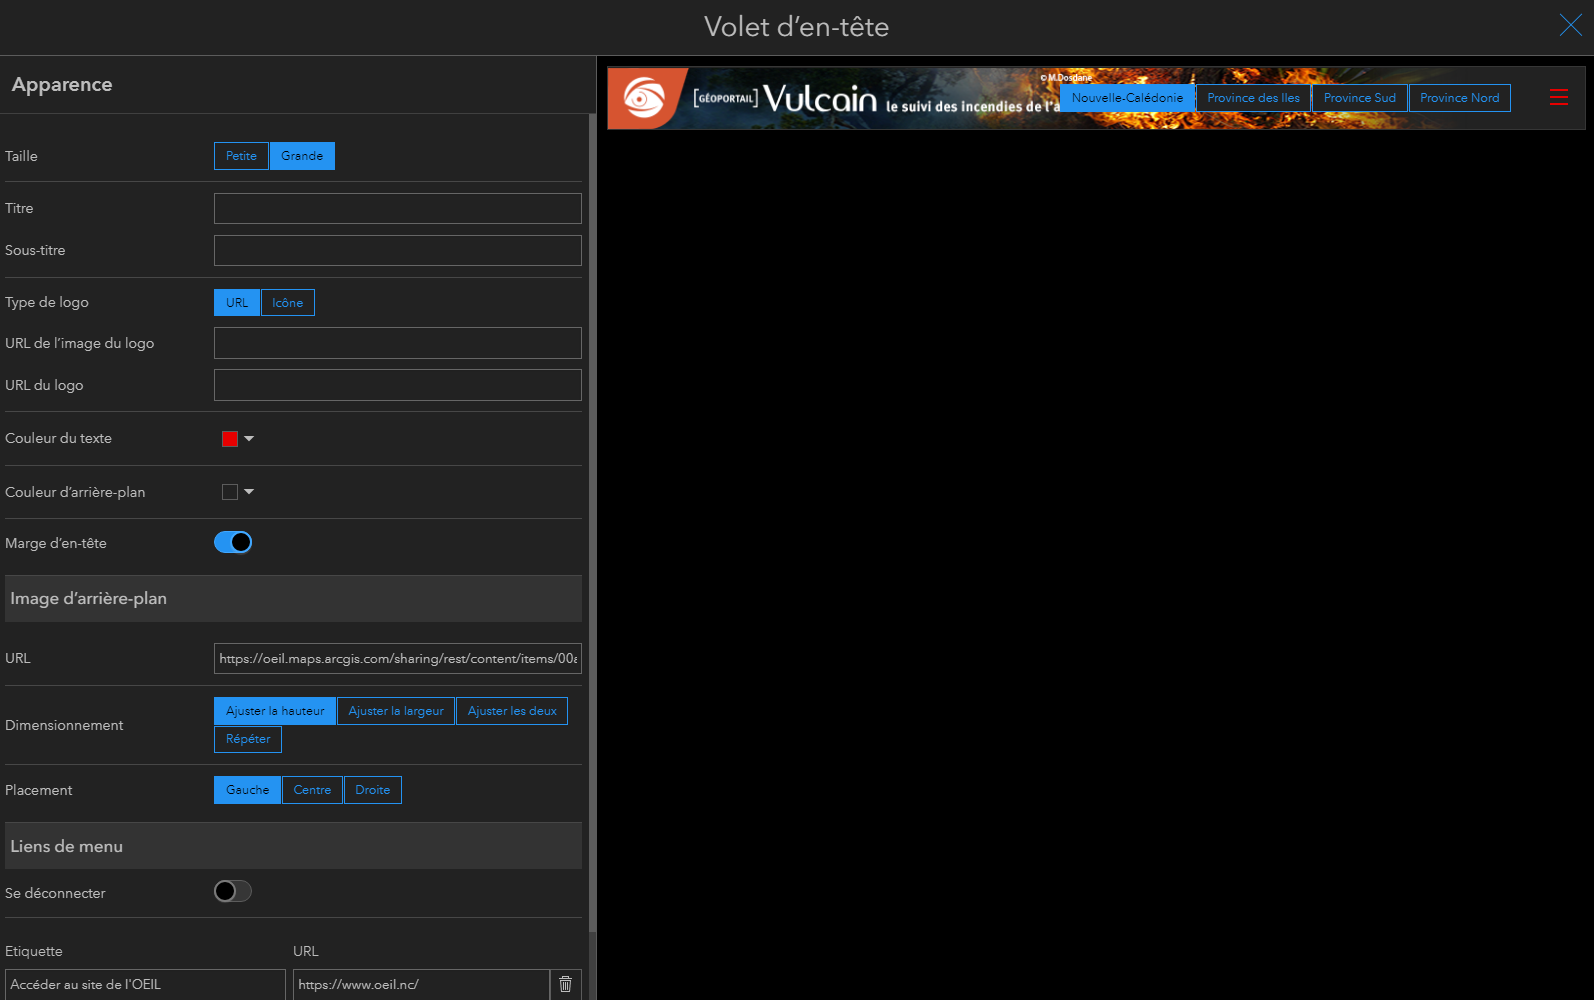 Volet d’en-tête
Apparence
Taille
Petite
Grande
Titre
Sous-titre
Type de logo
URL
Icône
URL de l’image du logo
URL du logo
Couleur du texte
Couleur d’arrière-plan
Marge d’en-tête
Image d’arrière-plan
URL
https://oeil.maps.arcgis.com/sharing/rest/content/items/00a
Dimensionnement
Ajuster la hauteur
Ajuster la largeur
Ajuster les deux
Répéter
Placement
Gauche
Centre
Droite
Liens de menu
Se déconnecter
Etiquette
URL
Accéder au site de l'OEIL
https://www.oeil.nc/
© M.Dosdane
[GÉOPORTAIL] Vulcain le suivi des incendies de l'a
Nouvelle-Calédonie
Province des Iles
Province Sud
Province Nord